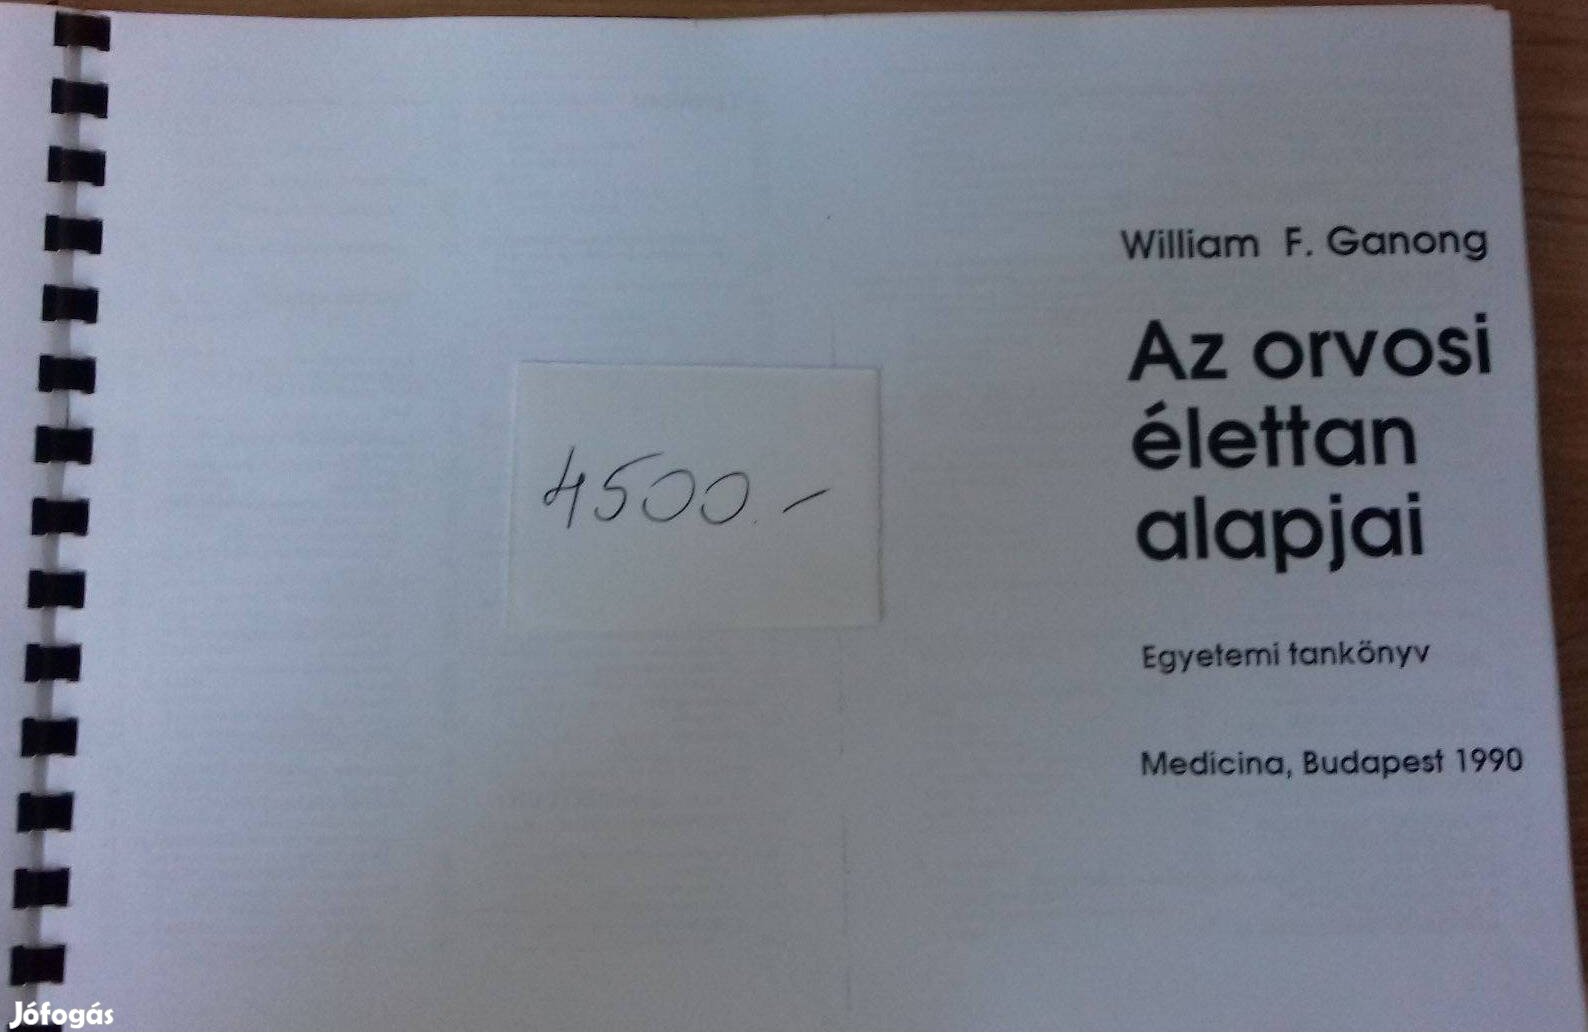 William F. Ganong
Az orvosi
élettan
alapjai
4500.-
Egyetemi tankönyv
Medicina, Budapest 1990
Jófogás